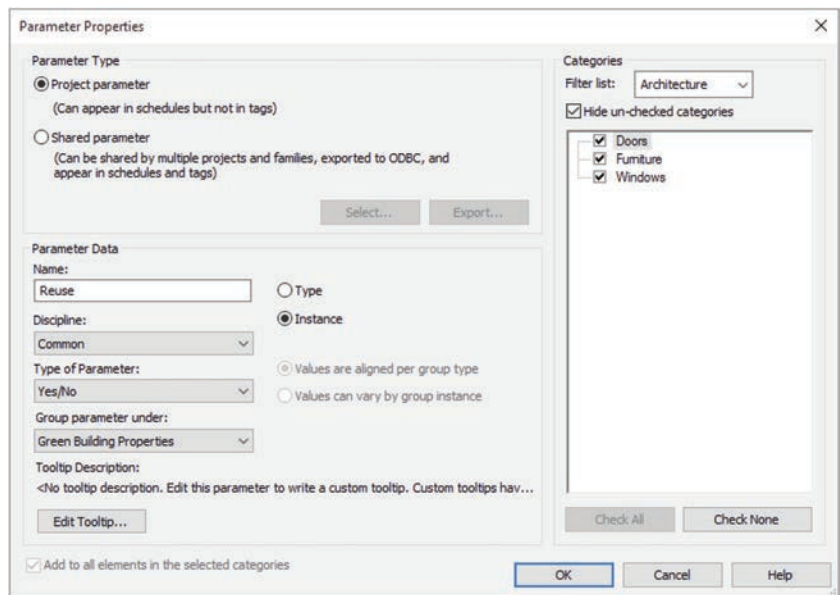 Parameter Properties
Parameter Type
Project parameter
(Can appear in schedules but not in tags)
Shared parameter
(Can be shared by multiple projects and families, exported to ODBC, and
appear in schedules and tags)
Select...
Export...
Parameter Data
Name:
Reuse
Type
Discipline:
Instance
Common
Type of Parameter:
Values are aligned per group type
Yes/No
Values can vary by group instance
Group parameter under:
Green Building Properties
Tooltip Description:
<No tooltip description. Edit this parameter to write a custom tooltip. Custom tooltips hav...
Edit Tooltip...
Add to all elements in the selected categories
Categories
Filter list:
Architecture
Hide un-checked categories
Doors
Furniture
Windows
Check All
Check None
OK
Cancel
Help